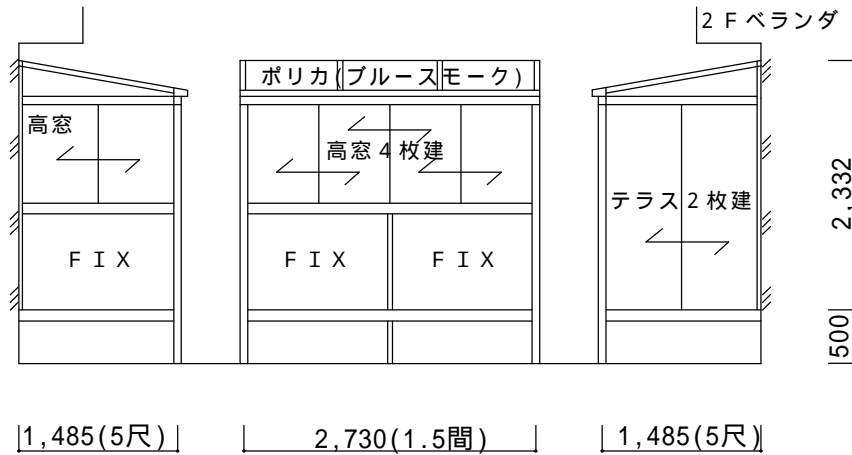 2Fベランダ
ポリカ(ブルースモーク)
高窓
高窓4枚建
テラス2枚建
2,332
FIX
FIX
FIX
500
1,485(5尺)
2,730(1.5間)
1,485(5尺)